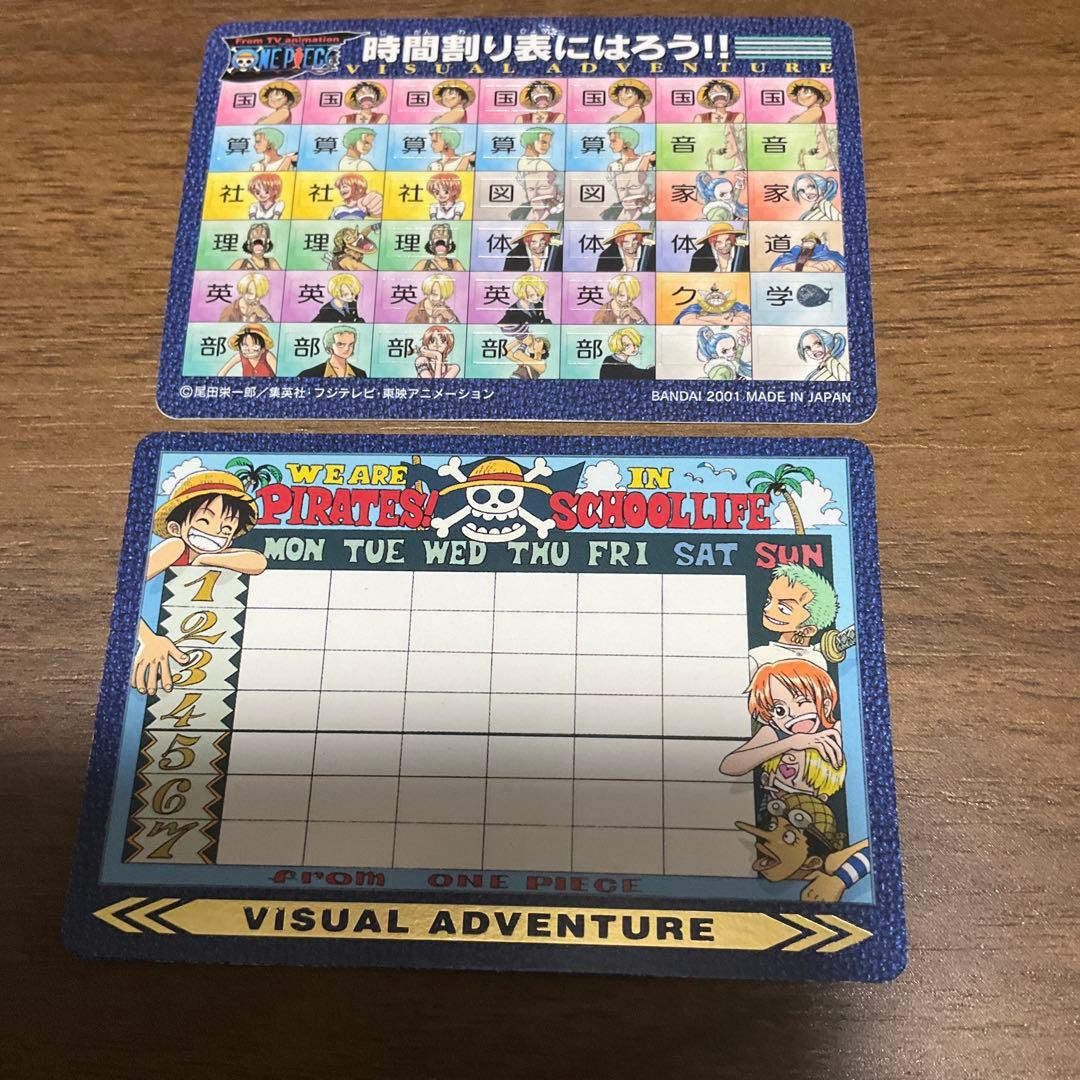 From TV animation
ONE PIECE
時間割り表にはろう!!
VISUAL ADVENTURE
国 国 国 国 国 国 国
算 算 算 算 算 音 音
社 社 社 図 図 家 家
理 理 理 体 体 体 道
英 英 英 英 英 ク 学
部 部 部 部 部
©尾田栄一郎/集英社・フジテレビ・東映アニメーション
BANDAI 2001 MADE IN JAPAN
WE ARE
PIRATES!
IN
SCHOOL LIFE
MON TUE WED THU FRI SAT SUN
1
2
3
4
5
6
7
from ONE PIECE
VISUAL ADVENTURE